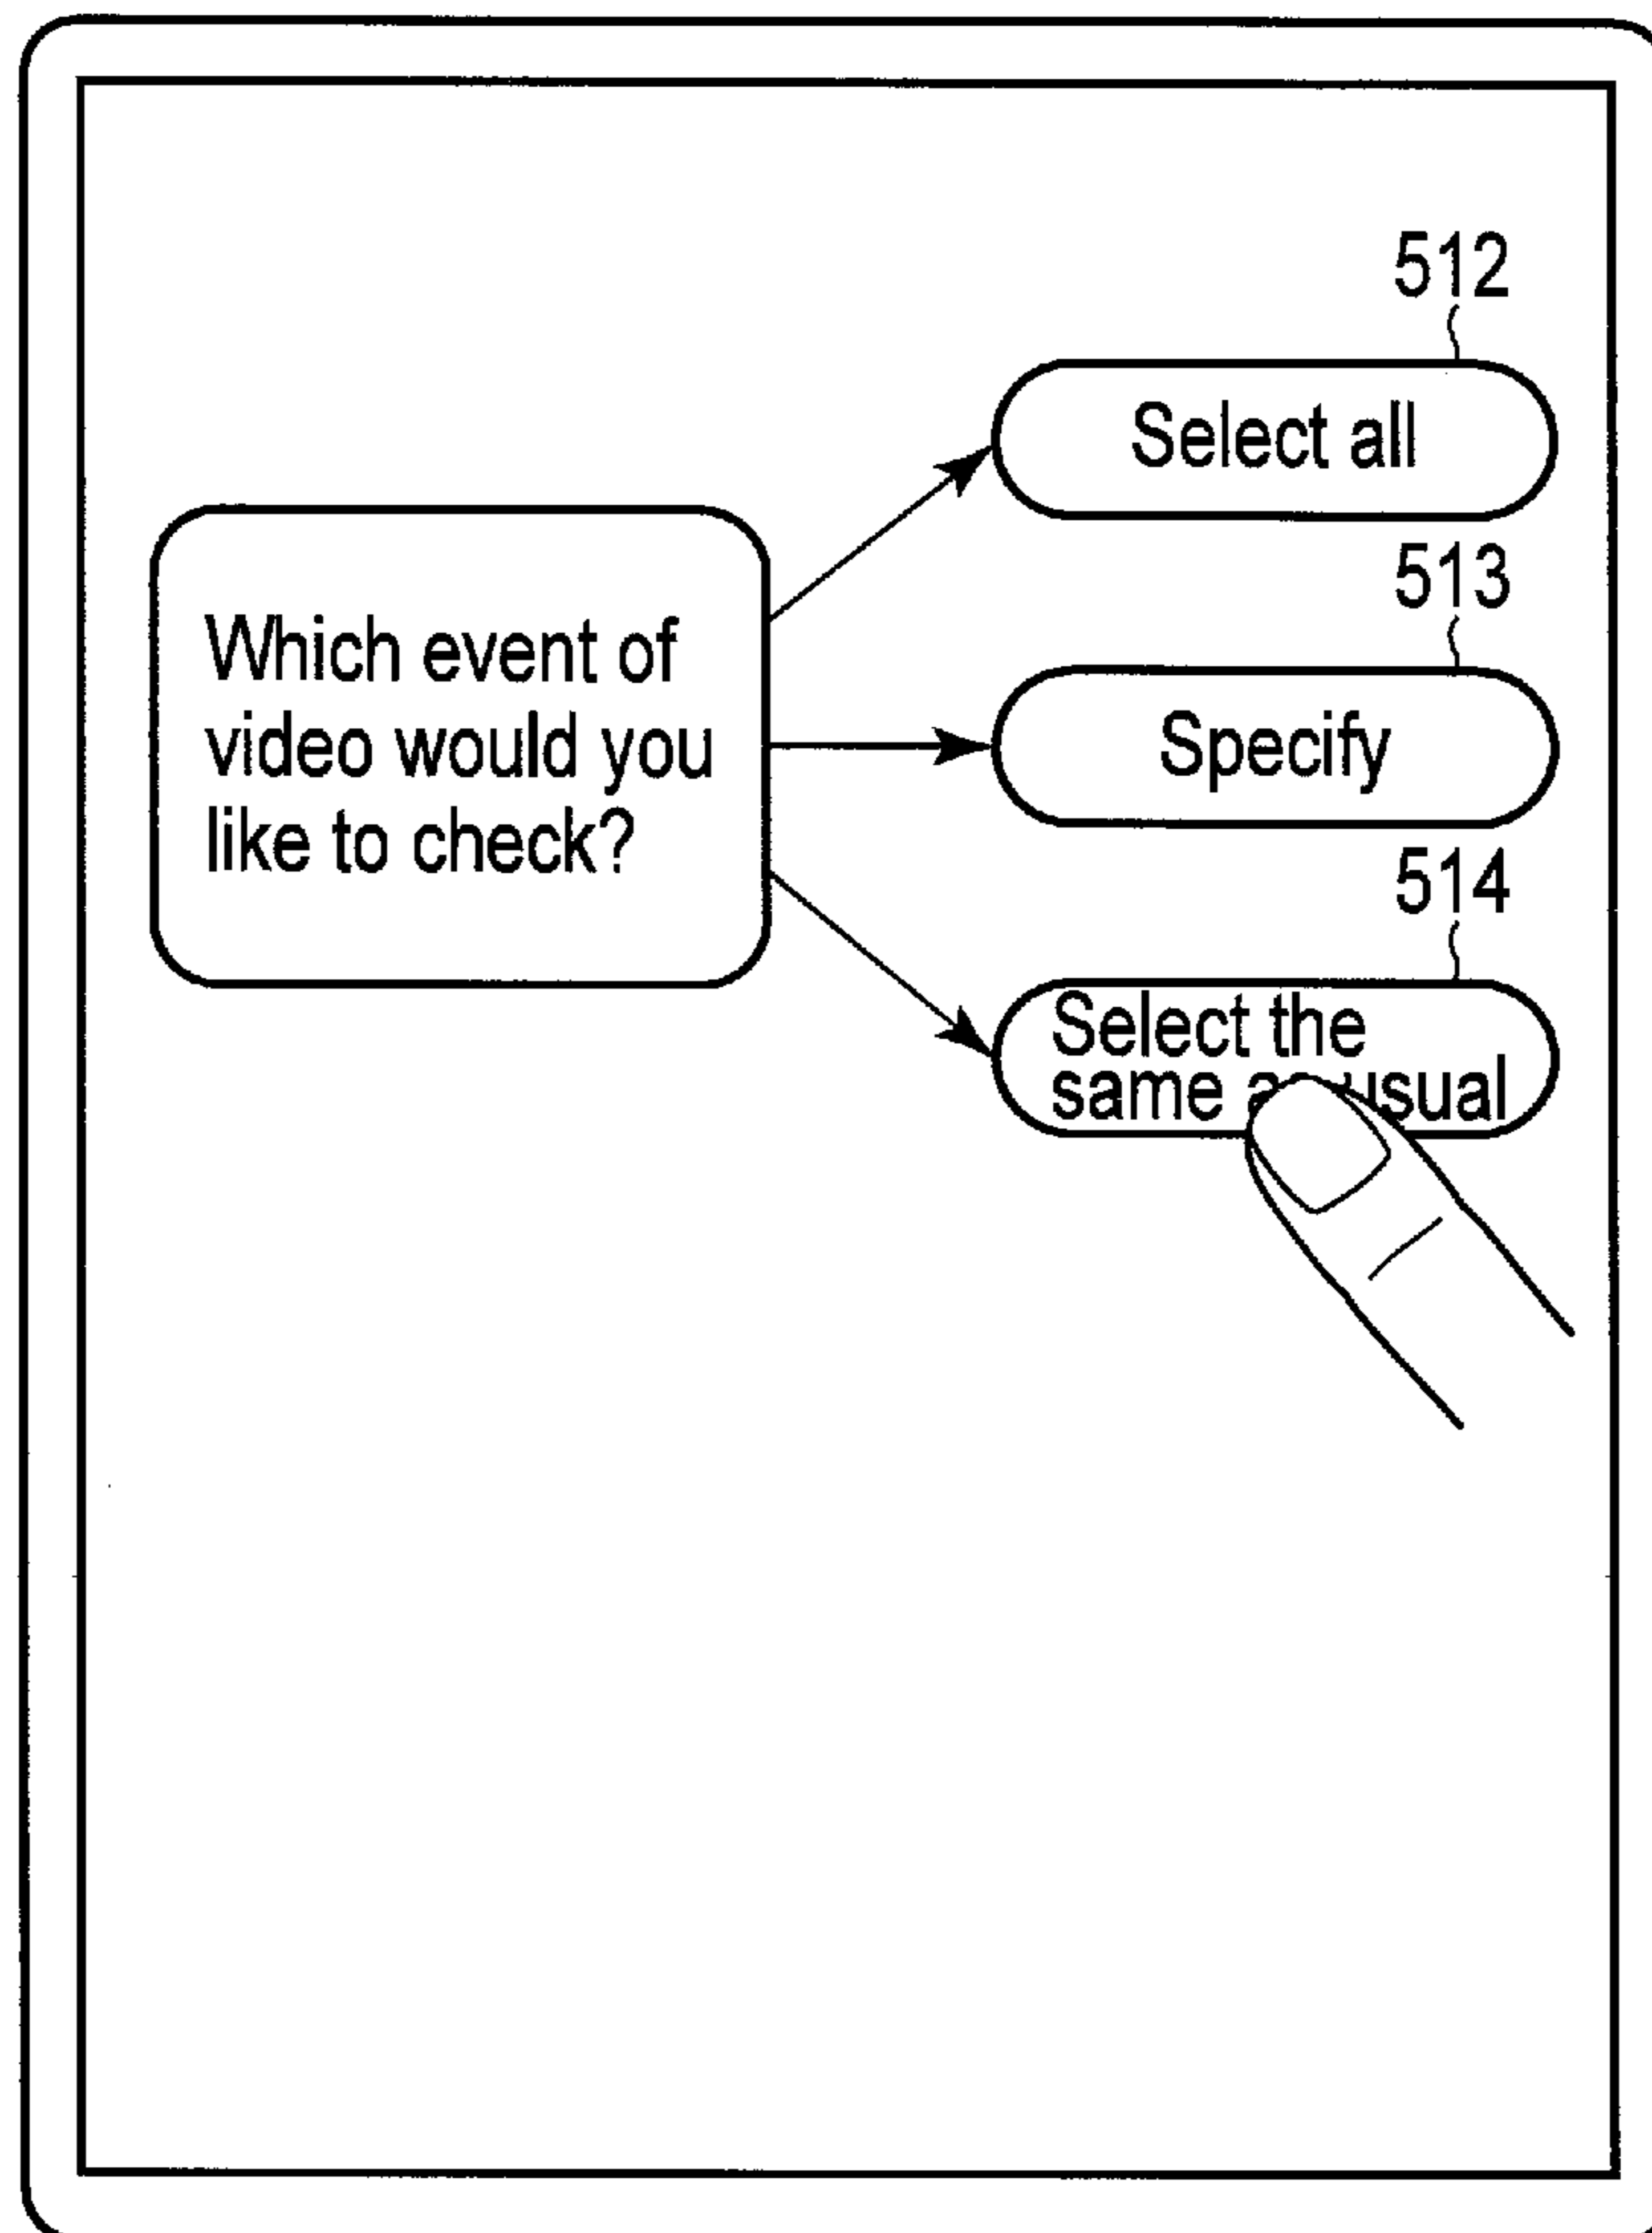 512
Select all
513
Which event of
video would you
like to check?
Specify
514
Select the
same usual